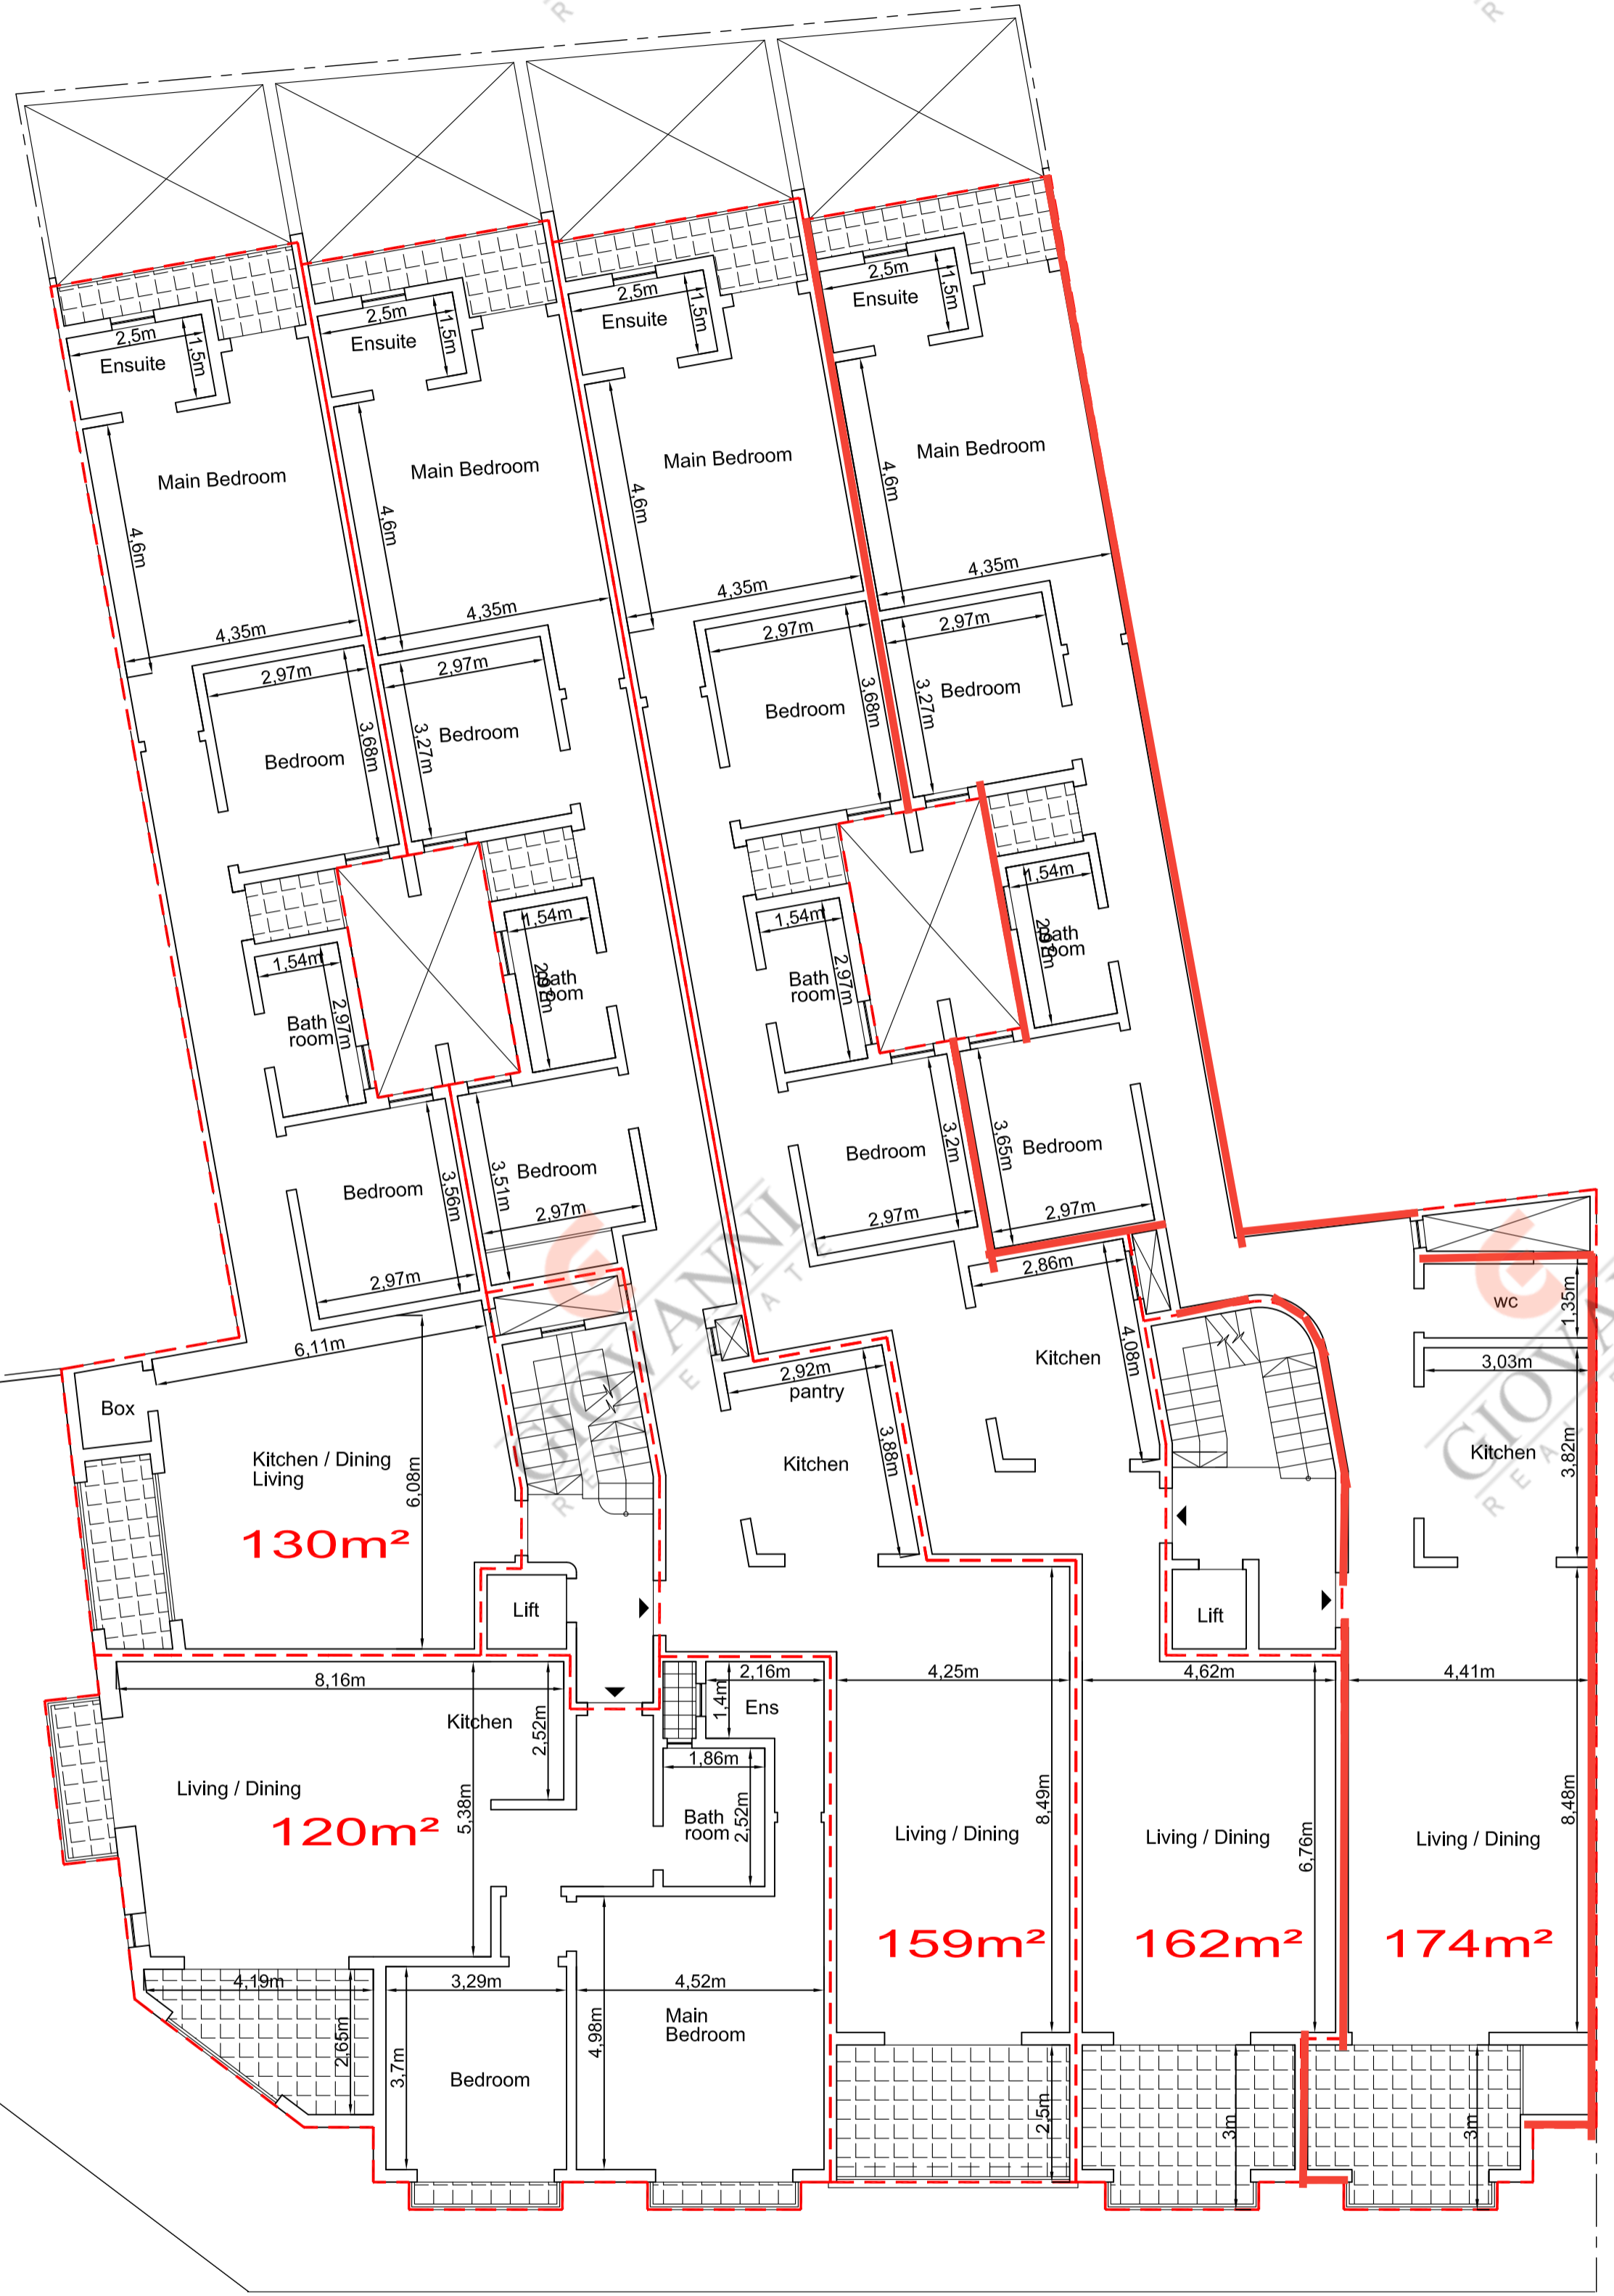 2,5m
1,5m
Ensuite
2,5m
1,5m
Ensuite
2,5m
1,5m
Ensuite
2,5m
1,5m
Ensuite
Main Bedroom
Main Bedroom
Main Bedroom
Main Bedroom
4,6m
4,6m
4,6m
4,6m
4,35m
4,35m
4,35m
4,35m
2,97m
2,97m
2,97m
2,97m
3,68m
3,27m
3,68m
3,27m
Bedroom
Bedroom
Bedroom
Bedroom
1,54m
1,54m
1,54m
1,54m
2,97m
2,97m
Bath
room
Bath
room
Bath
room
Bath
room
Bedroom
Bedroom
Bedroom
Bedroom
3,56m
3,51m
3,2m
3,65m
2,97m
2,97m
2,97m
2,97m
GIOVANNI
REAL ESTATE
6,11m
Box
Kitchen / Dining
Living
6,08m
130m²
Lift
2,92m
pantry
Kitchen
3,88m
2,86m
Kitchen
4,08m
Lift
wc
1,35m
3,03m
Kitchen
3,82m
8,16m
Kitchen
2,52m
Living / Dining
5,38m
120m²
2,16m
1,4m
Ens
1,86m
Bath
room
2,52m
4,25m
8,49m
Living / Dining
159m²
4,62m
6,76m
Living / Dining
162m²
4,41m
8,48m
Living / Dining
174m²
4,19m
2,65m
3,29m
3,7m
Bedroom
4,52m
4,98m
Main
Bedroom
2,5m
3m
3m